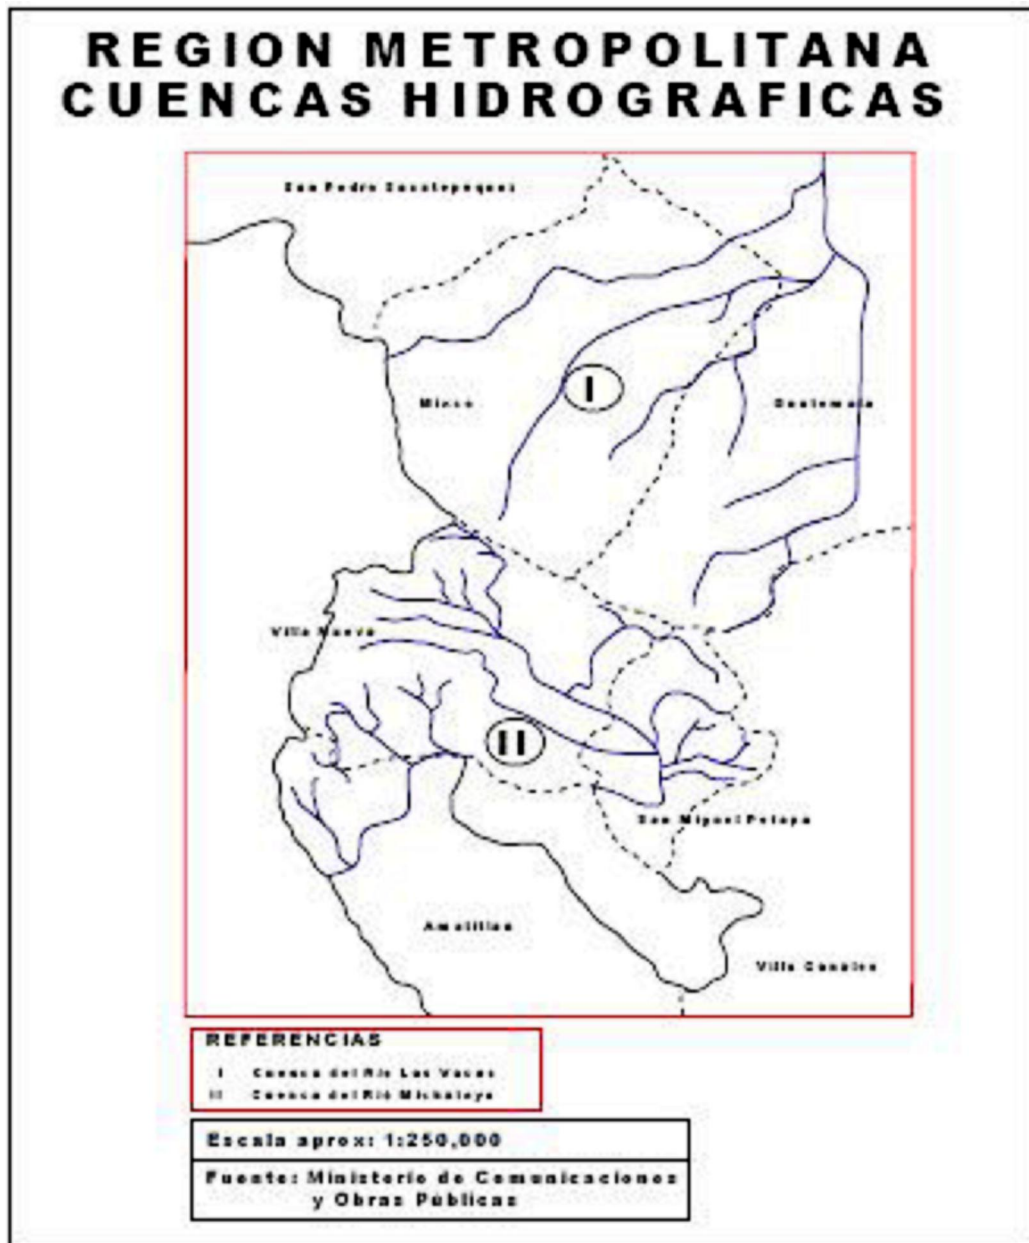 REGION METROPOLITANA
CUENCAS HIDROGRAFICAS
San Pedro Sacatepequez
Mixco
I
Guatemala
Villa Nueva
II
San Miguel Petapa
Amatitlan
Villa Canales
REFERENCIAS
I Cuenca del Rio Las Vacas
II Cuenca del Rio Michatoya
Escala aprox: 1:250,000
Fuente: Ministerio de Comunicaciones
y Obras Públicas